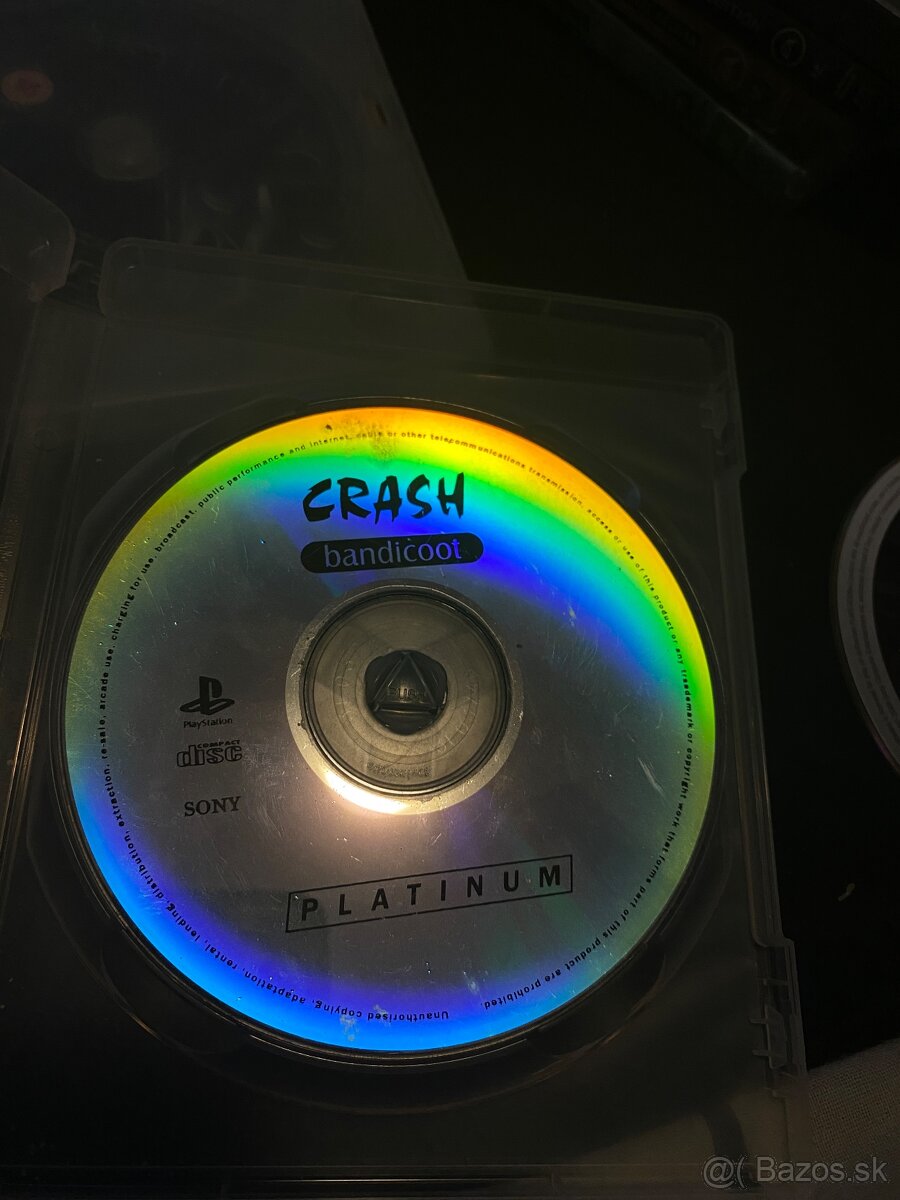 CRASH
bandicoot
PlayStation
COMPACT
disc
SONY
PLATINUM
Unauthorised copying, adaptation, rental, lending, distribution, extraction, re-sale, arcade use, charging for use, broadcast, public performance and internet, cable or other telecommunications transmission, access or use of this product or any trademark or copyright work that forms part of this product are prohibited.
@( Bazos.sk